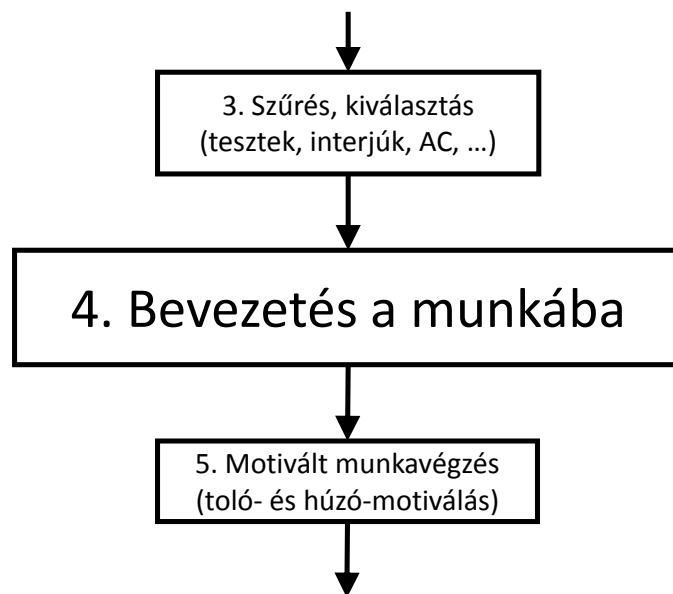 3. Szűrés, kiválasztás
(tesztek, interjúk, AC, ...)
4. Bevezetés a munkába
5. Motivált munkavégzés
(toló- és húzó-motiválás)